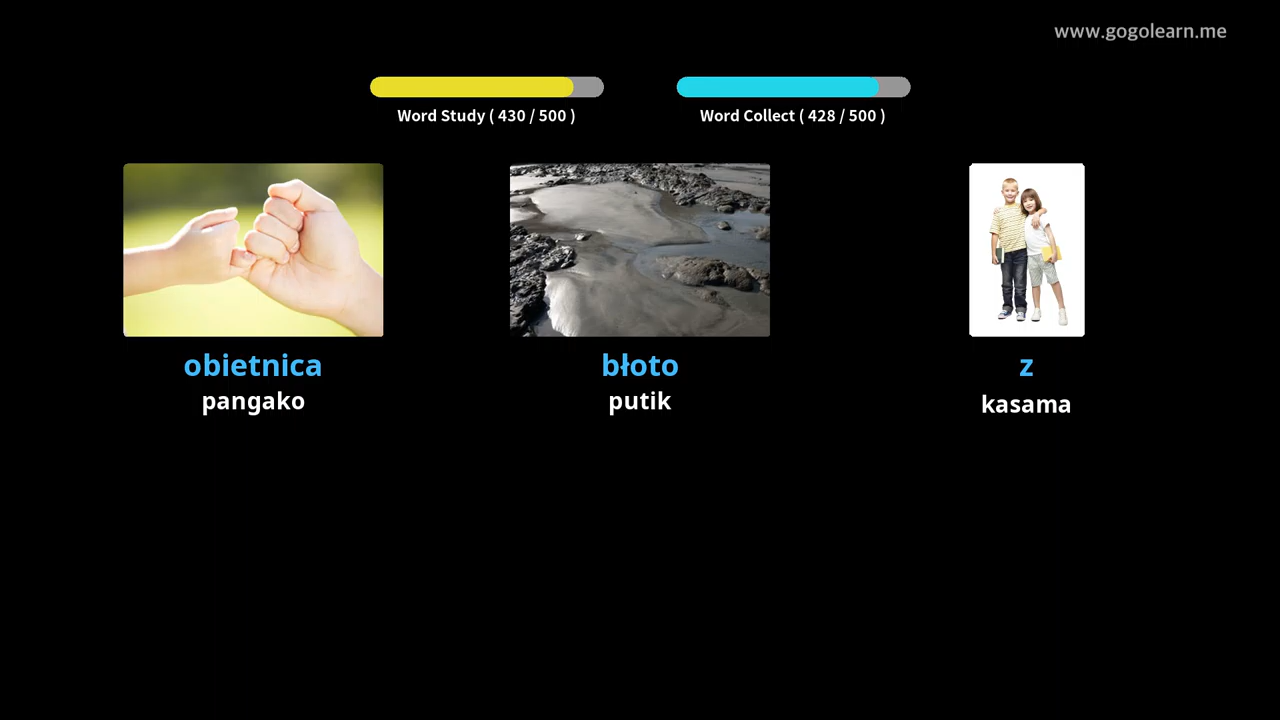 www.gogolearn.me
Word Study ( 430 / 500 )
Word Collect ( 428 / 500 )
obietnica
pangako
błoto
putik
z
kasama